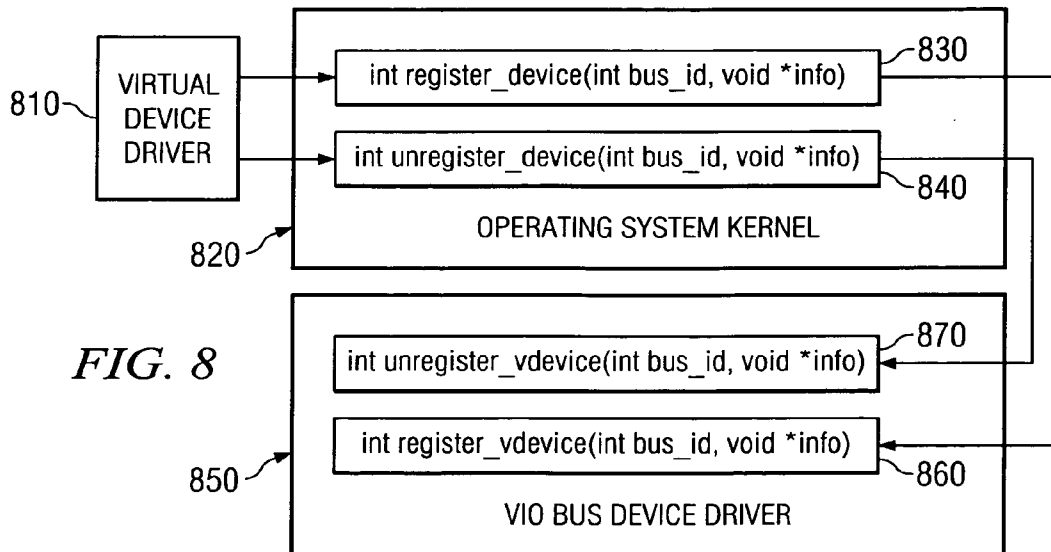 810
VIRTUAL
DEVICE
DRIVER
int register_device(int bus_id, void *info)
830
int unregister_device(int bus_id, void *info)
840
OPERATING SYSTEM KERNEL
820
FIG. 8
int unregister_vdevice(int bus_id, void *info)
870
int register_vdevice(int bus_id, void *info)
860
850
VIO BUS DEVICE DRIVER